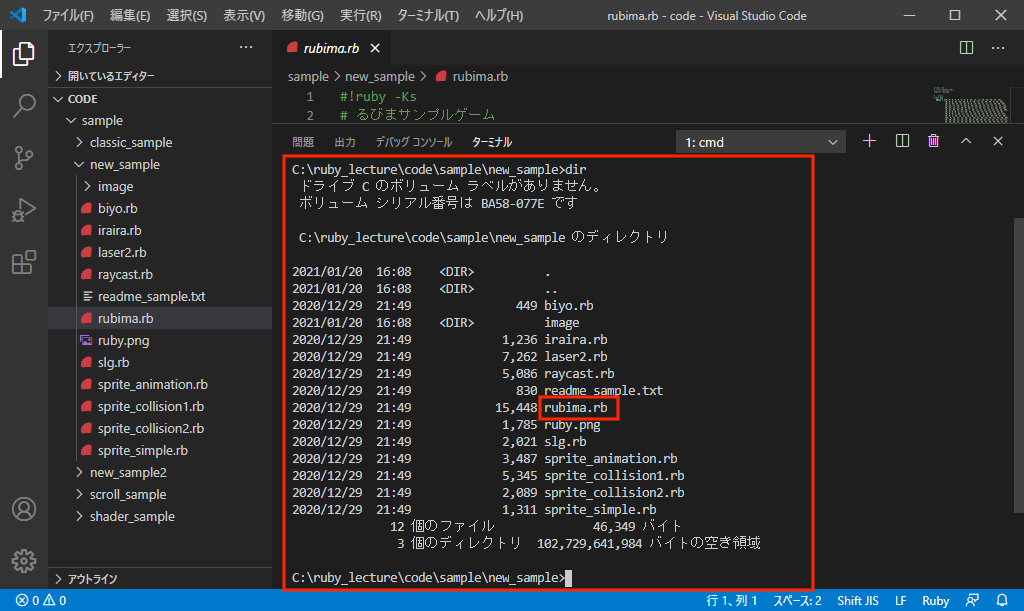 ファイル(F) 編集(E) 選択(S) 表示(V) 移動(G) 実行(R) ターミナル(T) ヘルプ(H) rubima.rb - code - Visual Studio Code
エクスプローラー ···
開いているエディター
CODE
sample
classic_sample
new_sample
image
biyo.rb
iraira.rb
laser2.rb
raycast.rb
readme_sample.txt
rubima.rb
ruby.png
slg.rb
sprite_animation.rb
sprite_collision1.rb
sprite_collision2.rb
sprite_simple.rb
new_sample2
scroll_sample
shader_sample
アウトライン
rubima.rb
sample > new_sample > rubima.rb
1 #!ruby -Ks
2 # るびまサンプルゲーム
問題 出力 デバッグ コンソール ターミナル 1: cmd
C:\ruby_lecture\code\sample\new_sample>dir
ドライブ C のボリューム ラベルがありません。
ボリューム シリアル番号は BA58-077E です
C:\ruby_lecture\code\sample\new_sample のディレクトリ
2021/01/20 16:08 <DIR> .
2021/01/20 16:08 <DIR> ..
2020/12/29 21:49 449 biyo.rb
2021/01/20 16:08 <DIR> image
2020/12/29 21:49 1,236 iraira.rb
2020/12/29 21:49 7,262 laser2.rb
2020/12/29 21:49 5,086 raycast.rb
2020/12/29 21:49 830 readme_sample.txt
2020/12/29 21:49 15,448 rubima.rb
2020/12/29 21:49 1,785 ruby.png
2020/12/29 21:49 2,021 slg.rb
2020/12/29 21:49 3,487 sprite_animation.rb
2020/12/29 21:49 5,345 sprite_collision1.rb
2020/12/29 21:49 2,089 sprite_collision2.rb
2020/12/29 21:49 1,311 sprite_simple.rb
12 個のファイル 46,349 バイト
3 個のディレクトリ 102,729,641,984 バイトの空き領域
C:\ruby_lecture\code\sample\new_sample>
0 0 行 1、列 1 スペース: 2 Shift JIS LF Ruby